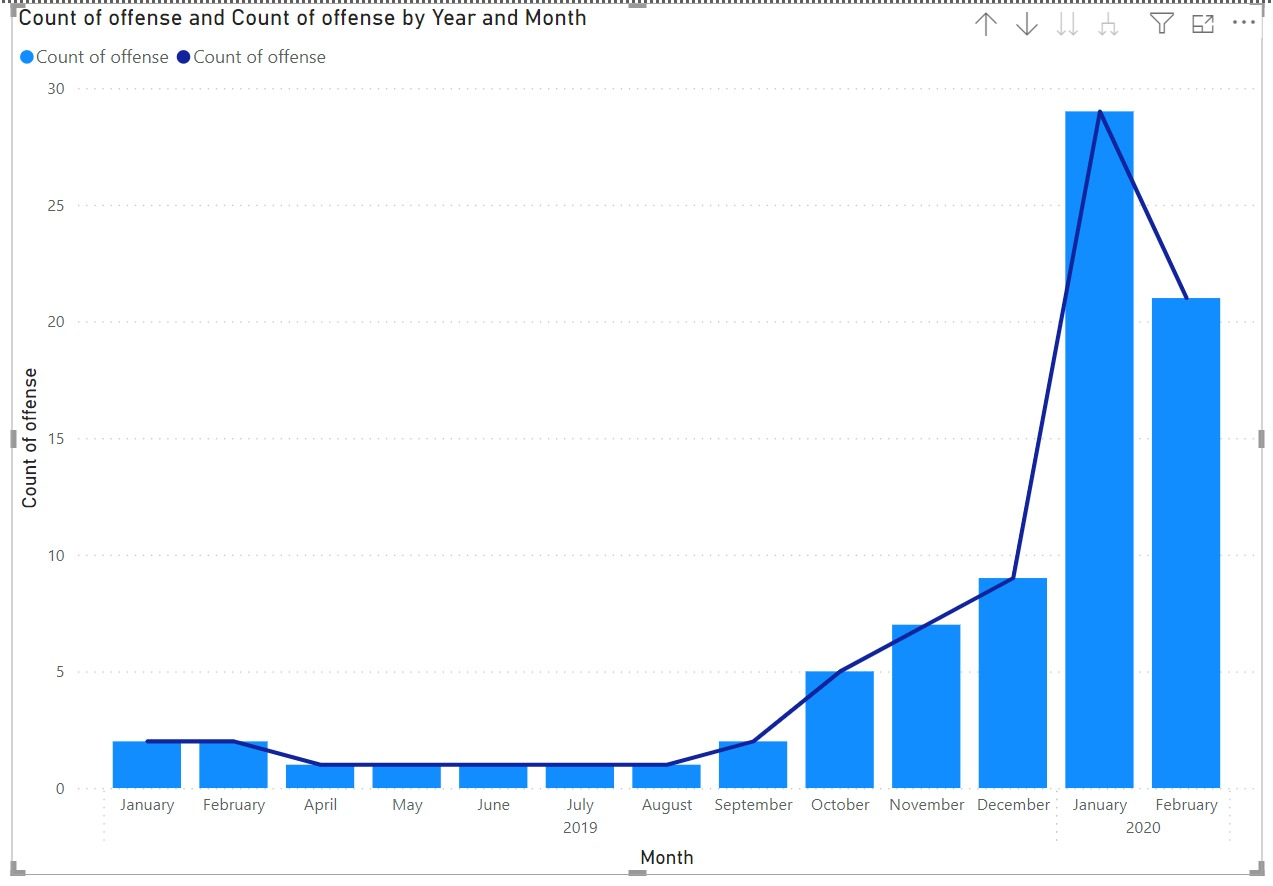 Count of offense and Count of offense by Year and Month
Count of offense Count of offense
30
25
20
15
10
5
0
Count of offense
January February April May June July August September October November December January February
2019 2020
Month